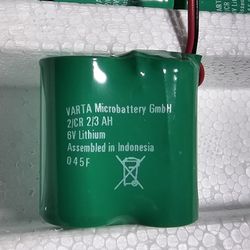 VARTA Microbattery GmbH
2/CR 2/3 AH
6V Lithium
Assembled in Indonesia
045F